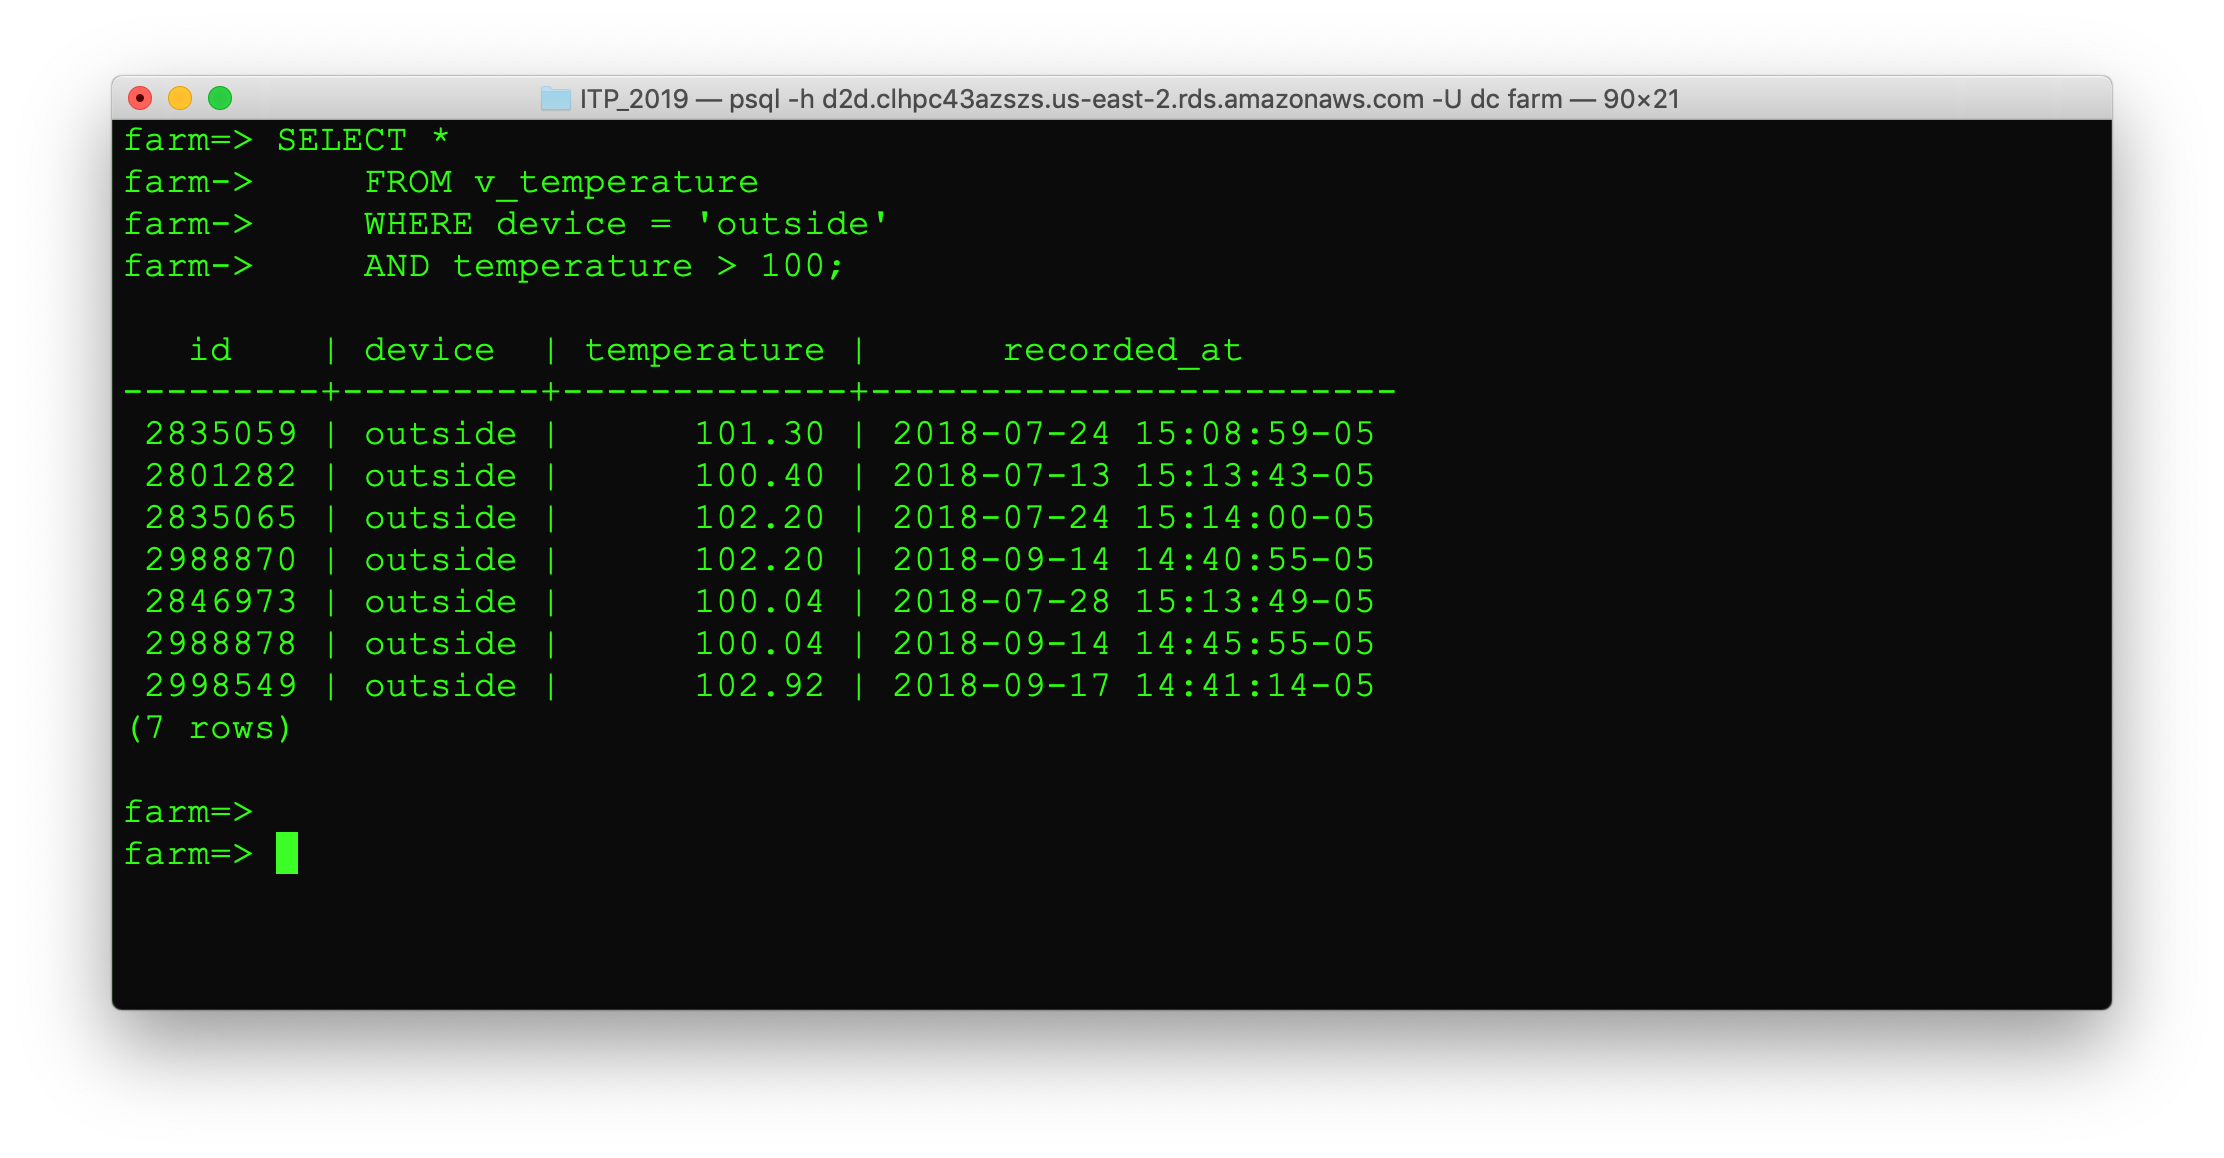 ITP_2019 — psql -h d2d.clhpc43azszs.us-east-2.rds.amazonaws.com -U dc farm — 90×21
farm=> SELECT *
farm->     FROM v_temperature
farm->     WHERE device = 'outside'
farm->     AND temperature > 100;
   id    | device  | temperature |      recorded_at
---------+---------+-------------+------------------------
 2835059 | outside |      101.30 | 2018-07-24 15:08:59-05
 2801282 | outside |      100.40 | 2018-07-13 15:13:43-05
 2835065 | outside |      102.20 | 2018-07-24 15:14:00-05
 2988870 | outside |      102.20 | 2018-09-14 14:40:55-05
 2846973 | outside |      100.04 | 2018-07-28 15:13:49-05
 2988878 | outside |      100.04 | 2018-09-14 14:45:55-05
 2998549 | outside |      102.92 | 2018-09-17 14:41:14-05
(7 rows)
farm=>
farm=>